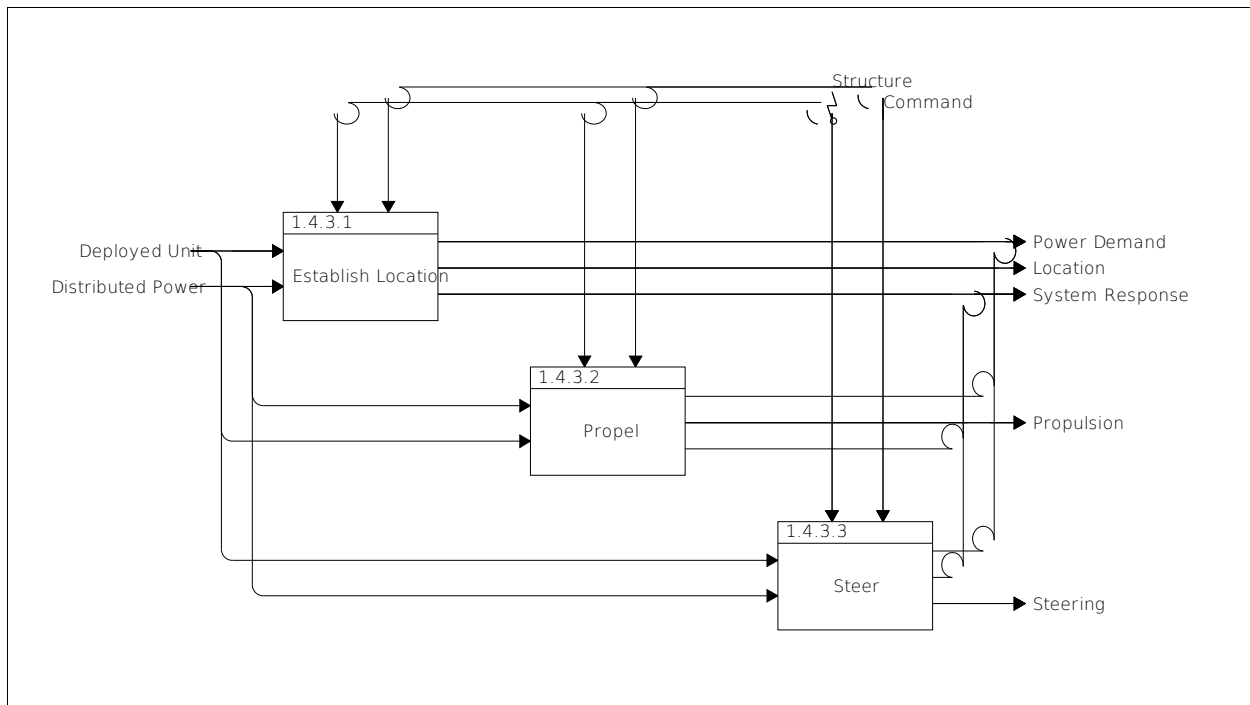 Structure
Command
1.4.3.1
Deployed Unit
Power Demand
Establish Location
Location
Distributed Power
System Response
1.4.3.2
Propel
Propulsion
1.4.3.3
Steer
Steering